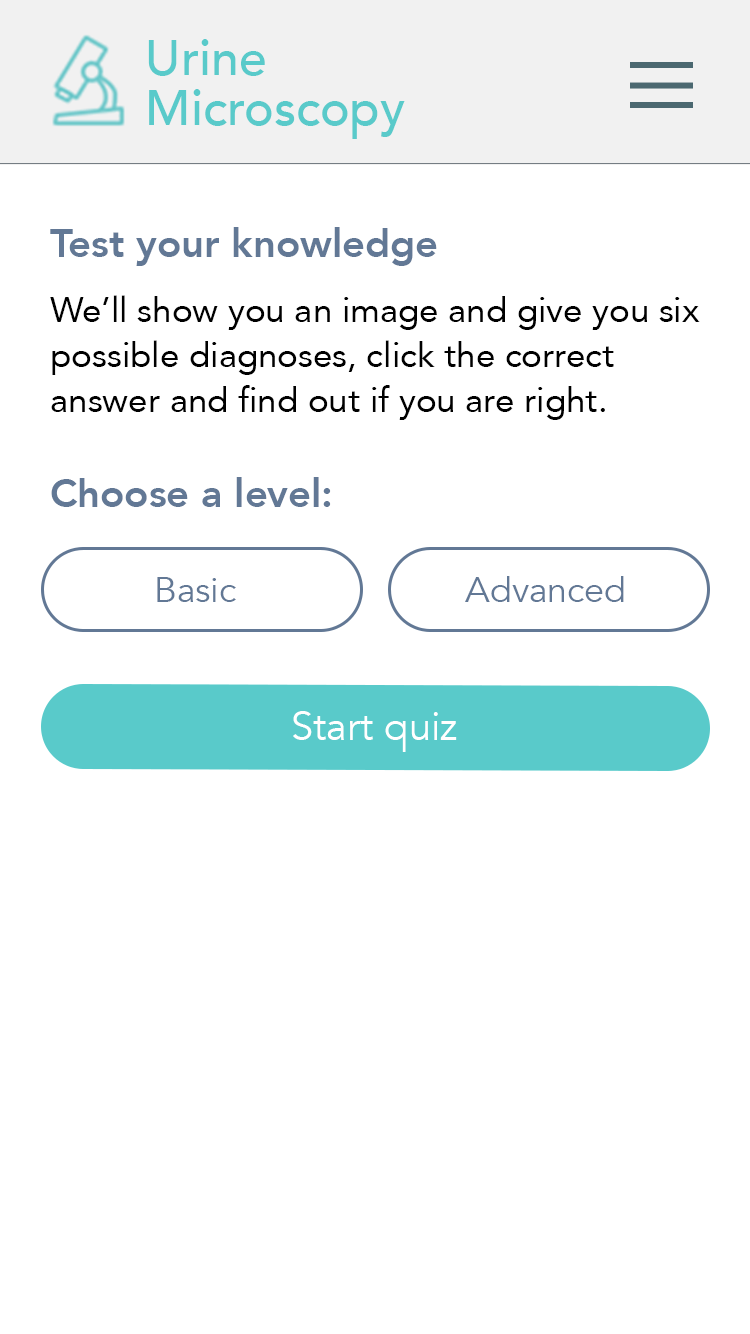 Urine
Microscopy
Test your knowledge
We’ll show you an image and give you six
possible diagnoses, click the correct
answer and find out if you are right.
Choose a level:
Basic
Advanced
Start quiz